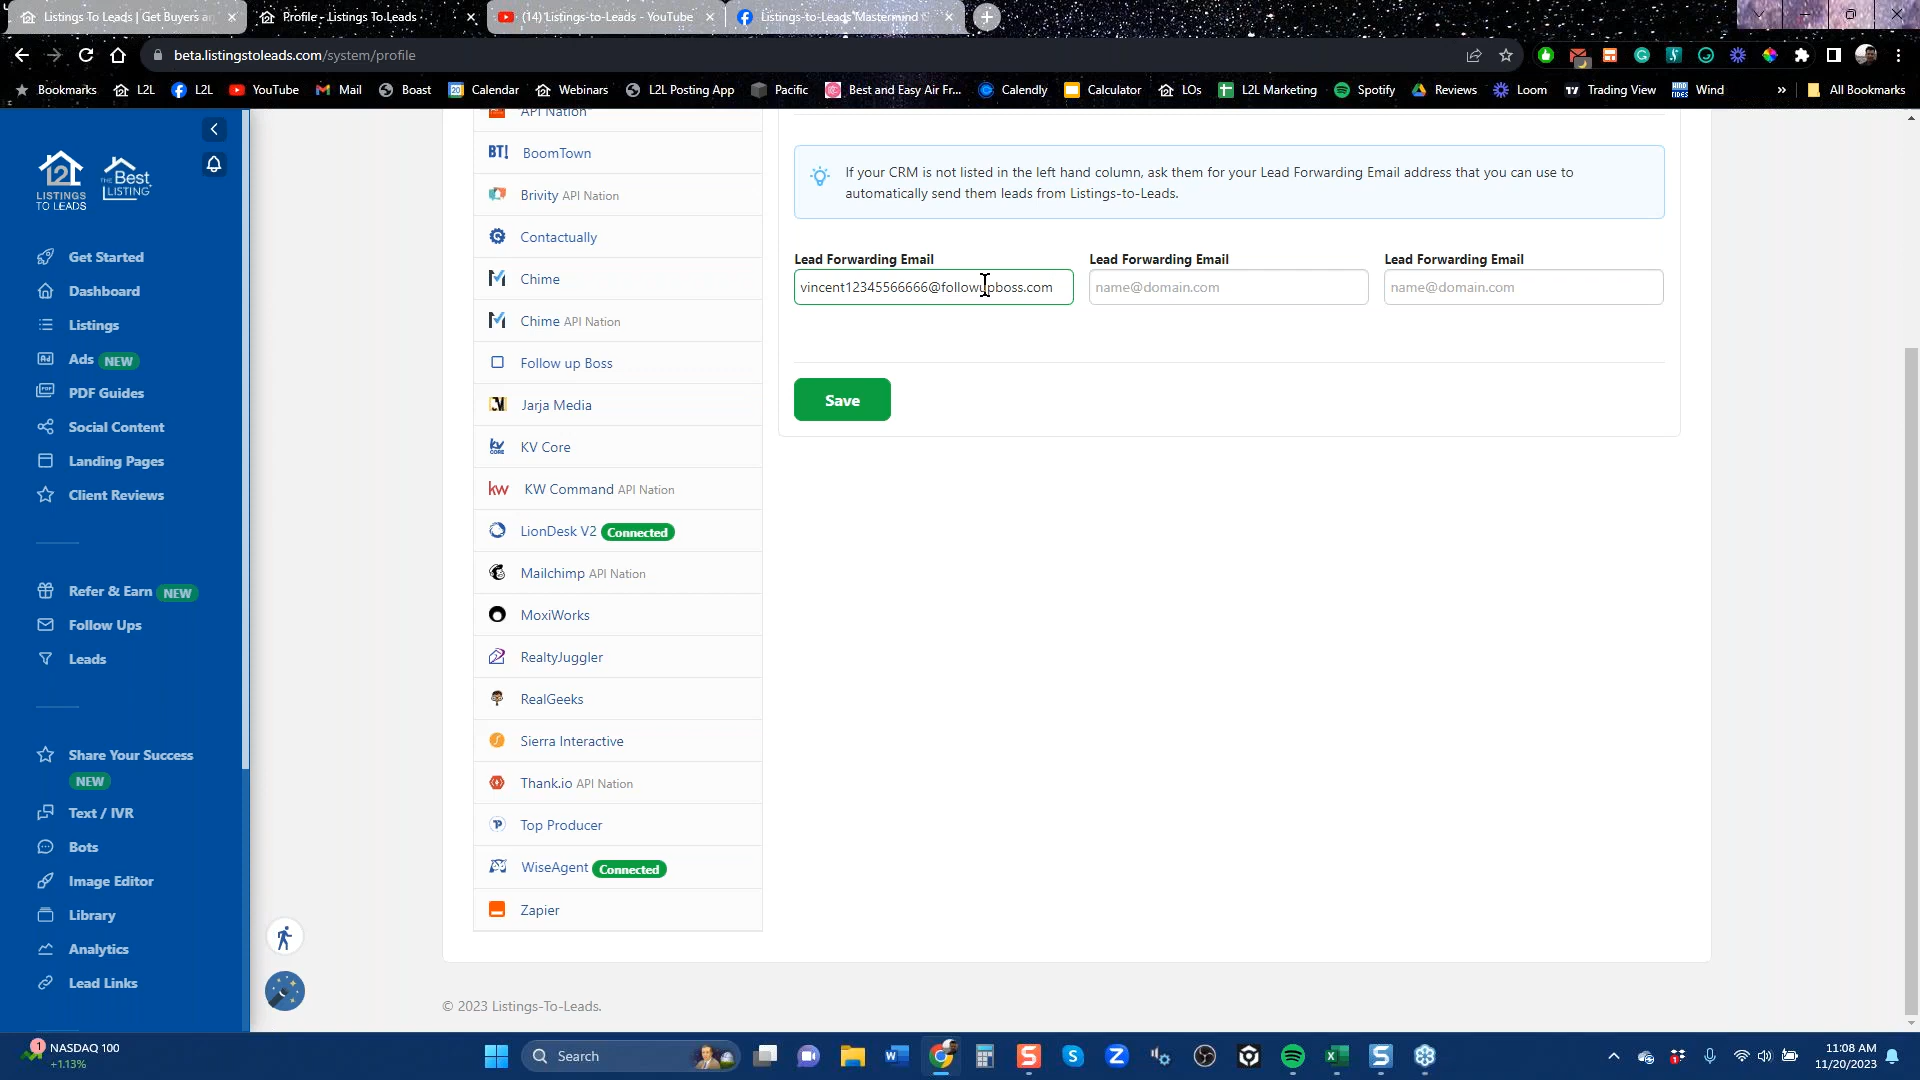 Listings To Leads | Get Buyers a
Profile - Listings To Leads
(14) Listings-to-Leads - YouTube
Listings-to-Leads Mastermind
beta.listingstoleads.com/system/profile
Bookmarks
L2L
L2L
YouTube
Mail
Boast
Calendar
Webinars
L2L Posting App
Pacific
Best and Easy Air Fr...
Calendly
Calculator
LOs
L2L Marketing
Spotify
Reviews
Loom
Trading View
Wind
»
All Bookmarks
L2L
LISTINGS
TO LEADS
THE Best
LISTING
Get Started
Dashboard
Listings
Ads NEW
PDF Guides
Social Content
Landing Pages
Client Reviews
Refer & Earn NEW
Follow Ups
Leads
Share Your Success
NEW
Text / IVR
Bots
Image Editor
Library
Analytics
Lead Links
API Nation
BT! BoomTown
Brivity API Nation
Contactually
Chime
Chime API Nation
Follow up Boss
Jarja Media
KV CORE KV Core
kw KW Command API Nation
LionDesk V2 Connected
Mailchimp API Nation
MoxiWorks
RealtyJuggler
RealGeeks
Sierra Interactive
Thank.io API Nation
Top Producer
WiseAgent Connected
Zapier
If your CRM is not listed in the left hand column, ask them for your Lead Forwarding Email address that you can use to
automatically send them leads from Listings-to-Leads.
Lead Forwarding Email
Lead Forwarding Email
Lead Forwarding Email
vincent12345566666@followupboss.com
name@domain.com
name@domain.com
Save
© 2023 Listings-To-Leads.
1
NASDAQ 100
+1.13%
Search
11:08 AM
11/20/2023